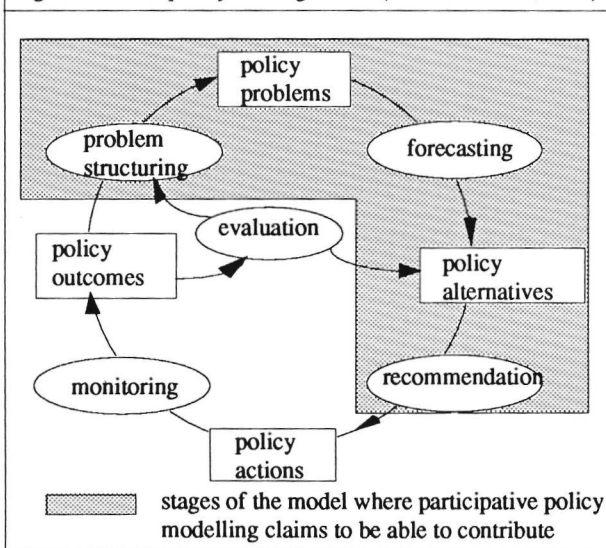 policy
problems
problem
structuring
forecasting
evaluation
policy
outcomes
policy
alternatives
monitoring
recommendation
policy
actions
stages of the model where participative policy
modelling claims to be able to contribute